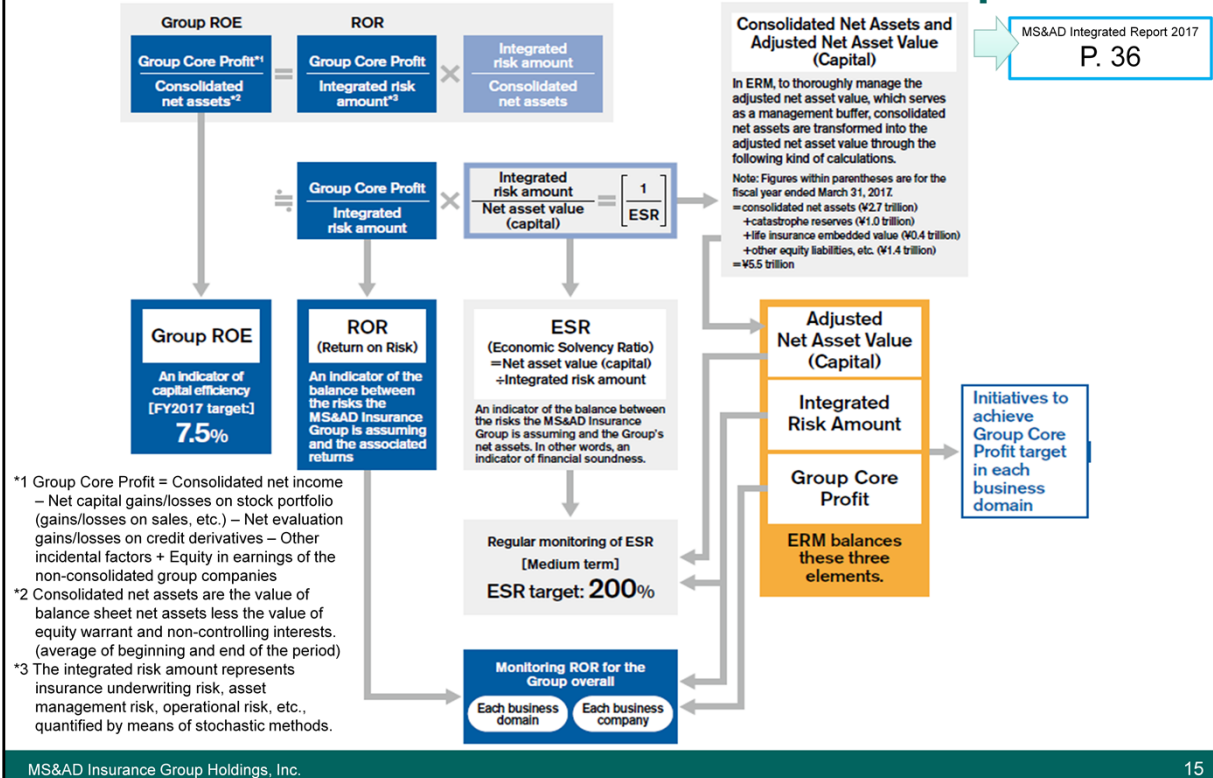 Group ROE
Group Core Profit*1
Consolidated
net assets*2
=
ROR
Group Core Profit
Integrated risk
amount*3
×
Integrated
risk amount
Consolidated
net assets
≒
Group Core Profit
Integrated
risk amount
×
Integrated
risk amount
Net asset value
(capital)
=
1
ESR
Consolidated Net Assets and
Adjusted Net Asset Value
(Capital)
In ERM, to thoroughly manage the
adjusted net asset value, which serves
as a management buffer, consolidated
net assets are transformed into the
adjusted net asset value through the
following kind of calculations.
Note: Figures within parentheses are for the
fiscal year ended March 31, 2017.
=consolidated net assets (¥2.7 trillion)
+catastrophe reserves (¥1.0 trillion)
+life insurance embedded value (¥0.4 trillion)
+other equity liabilities, etc. (¥1.4 trillion)
=¥5.5 trillion
MS&AD Integrated Report 2017
P. 36
Group ROE
An indicator of
capital efficiency
[FY2017 target:]
7.5%
ROR
(Return on Risk)
An indicator of the
balance between
the risks the
MS&AD Insurance
Group is assuming
and the associated
returns
ESR
(Economic Solvency Ratio)
=Net asset value (capital)
÷Integrated risk amount
An indicator of the balance between
the risks the MS&AD Insurance
Group is assuming and the Group's
net assets. In other words, an
indicator of financial soundness.
Adjusted
Net Asset Value
(Capital)
Integrated
Risk Amount
Group Core
Profit
ERM balances
these three
elements.
Initiatives to
achieve
Group Core
Profit target
in each
business
domain
Regular monitoring of ESR
[Medium term]
ESR target: 200%
Monitoring ROR for the
Group overall
Each business
domain
Each business
company
*1 Group Core Profit = Consolidated net income
– Net capital gains/losses on stock portfolio
(gains/losses on sales, etc.) – Net evaluation
gains/losses on credit derivatives – Other
incidental factors + Equity in earnings of the
non-consolidated group companies
*2 Consolidated net assets are the value of
balance sheet net assets less the value of
equity warrant and non-controlling interests.
(average of beginning and end of the period)
*3 The integrated risk amount represents
insurance underwriting risk, asset
management risk, operational risk, etc.,
quantified by means of stochastic methods.
MS&AD Insurance Group Holdings, Inc.
15